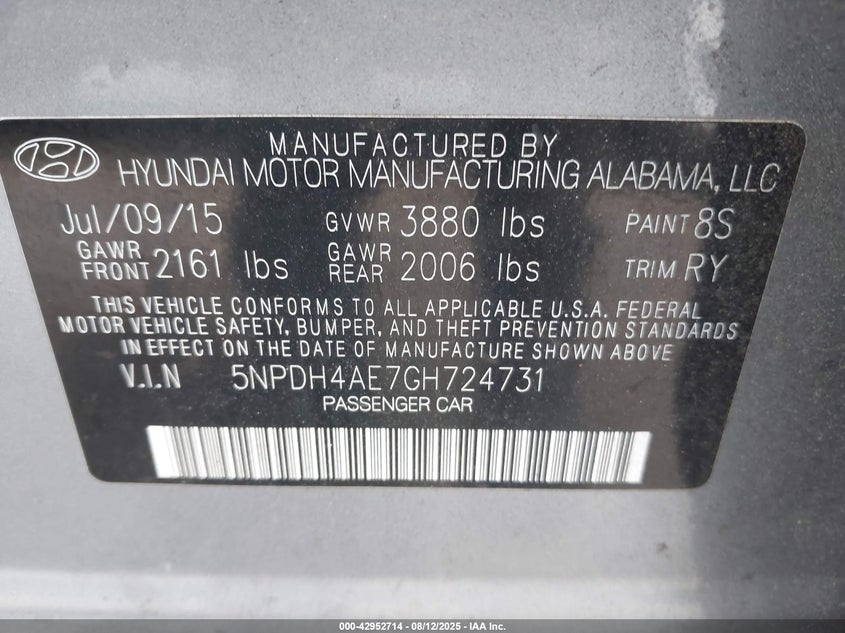 MANUFACTURED BY
HYUNDAI MOTOR MANUFACTURING ALABAMA, LLC
Jul/09/15 GVWR 3880 lbs PAINT 8S
GAWR FRONT 2161 lbs GAWR REAR 2006 lbs TRIM RY
THIS VEHICLE CONFORMS TO ALL APPLICABLE U.S.A. FEDERAL
MOTOR VEHICLE SAFETY, BUMPER, AND THEFT PREVENTION STANDARDS
IN EFFECT ON THE DATE OF MANUFACTURE SHOWN ABOVE.
V.I.N 5NPDH4AE7GH724731
PASSENGER CAR
000-42952714 - 08/12/2025 - IAA Inc.